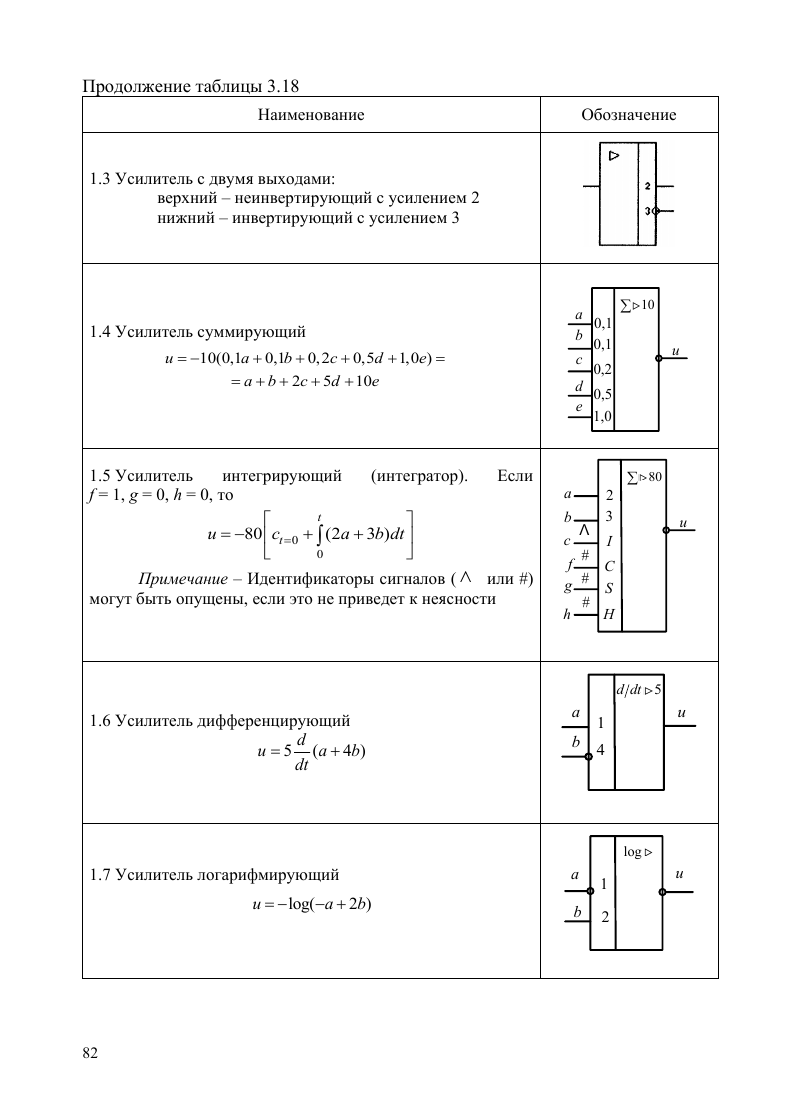 Продолжение таблицы 3.18
Наименование
Обозначение
1.3 Усилитель с двумя выходами:
верхний – неинвертирующий с усилением 2
нижний – инвертирующий с усилением 3
▷
2
3
1.4 Усилитель суммирующий
u = −10(0,1a + 0,1b + 0,2c + 0,5d + 1,0e) =
= a + b + 2c + 5d + 10e
∑▷10
a 0,1
b 0,1
c 0,2
d 0,5
e 1,0
u
1.5 Усилитель интегрирующий (интегратор). Если
f = 1, g = 0, h = 0, то
u = −80[c_{t=0} + ∫_0^t (2a + 3b)dt]
Примечание – Идентификаторы сигналов (∧ или #)
могут быть опущены, если это не приведет к неясности
∑▷80
a 2
b 3
c ∧ I
f # C
g # S
h # H
u
1.6 Усилитель дифференцирующий
u = 5 d/dt (a + 4b)
d/dt ▷5
a 1
b 4
u
1.7 Усилитель логарифмирующий
u = −log(−a + 2b)
log ▷
a 1
b 2
u
82